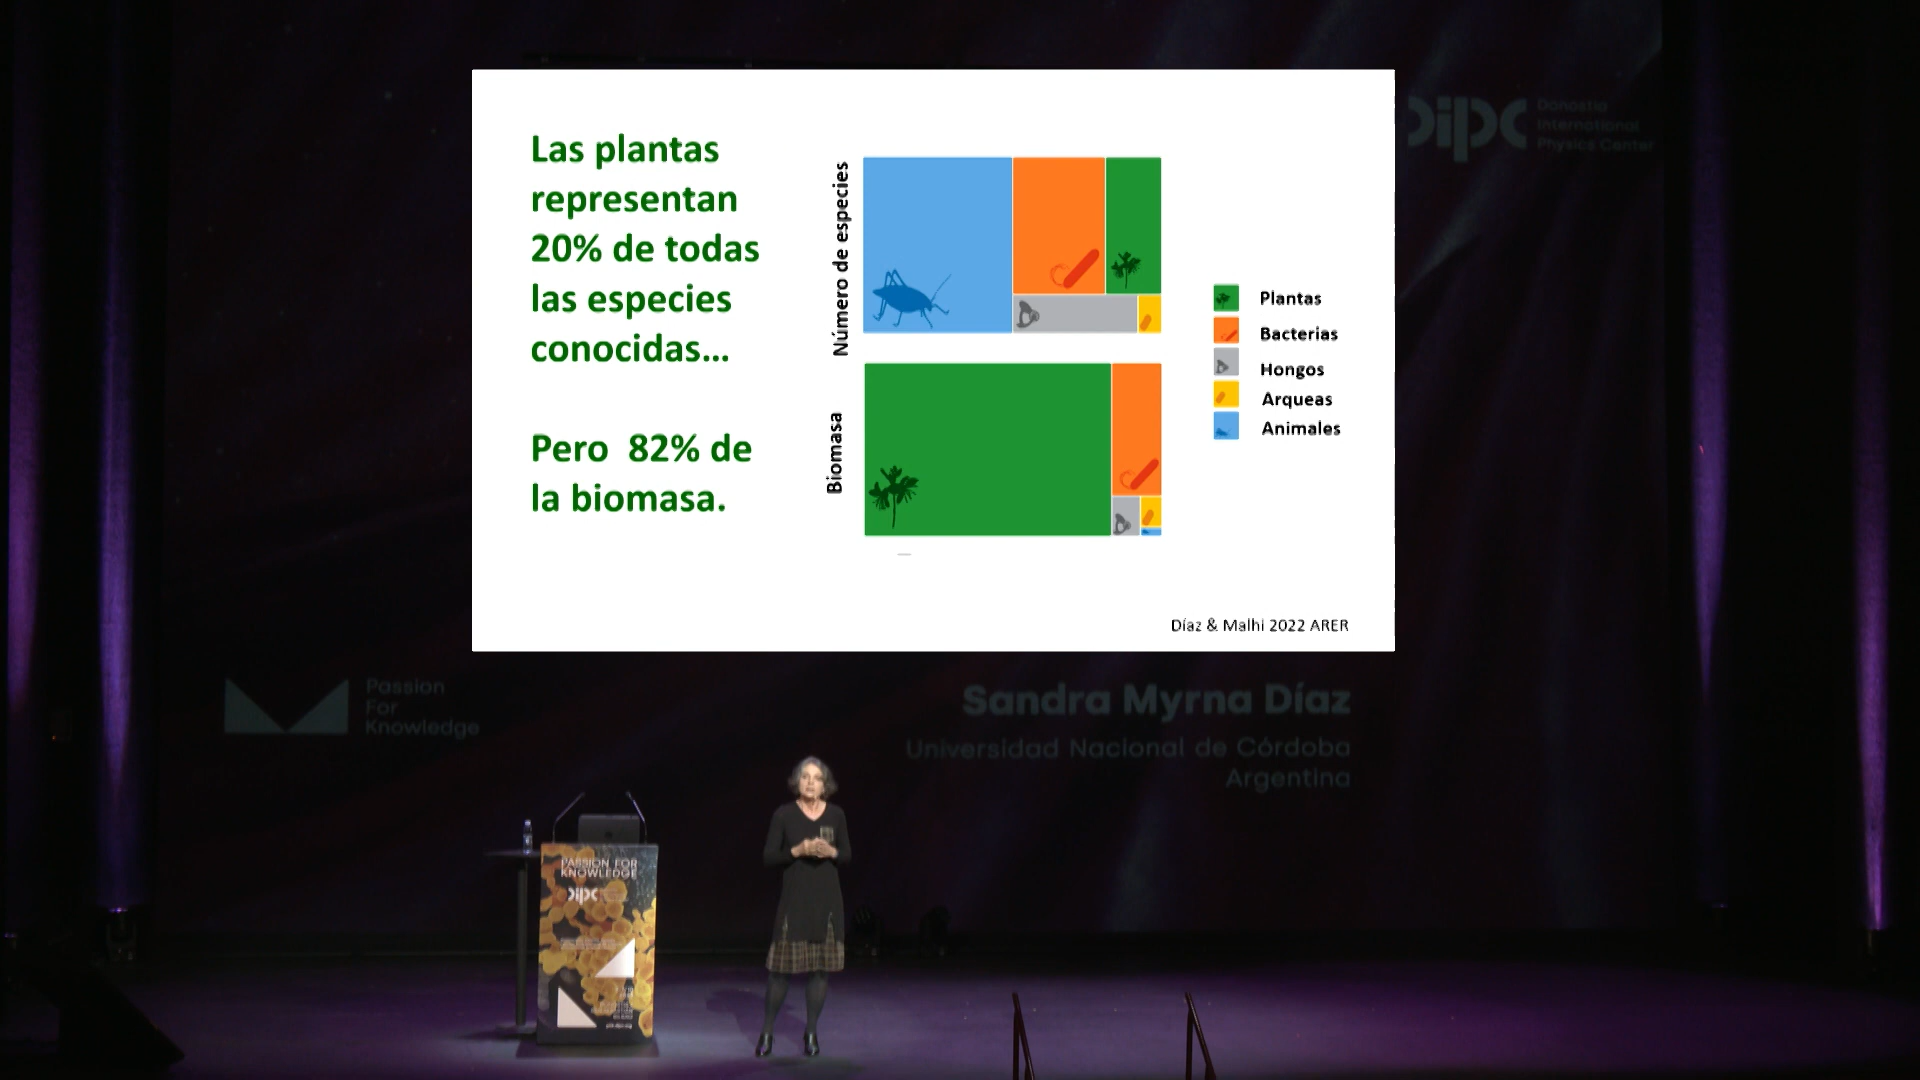 Las plantas
representan
20% de todas
las especies
conocidas...
Pero 82% de
la biomasa.
Número de especies
Biomasa
Plantas
Bacterias
Hongos
Arqueas
Animales
Díaz & Malhi 2022 ARER
dipc
Donostia
International
Physics Center
Passion
For
Knowledge
Sandra Myrna Díaz
Universidad Nacional de Córdoba
Argentina
PASSION FOR
KNOWLEDGE
dipc